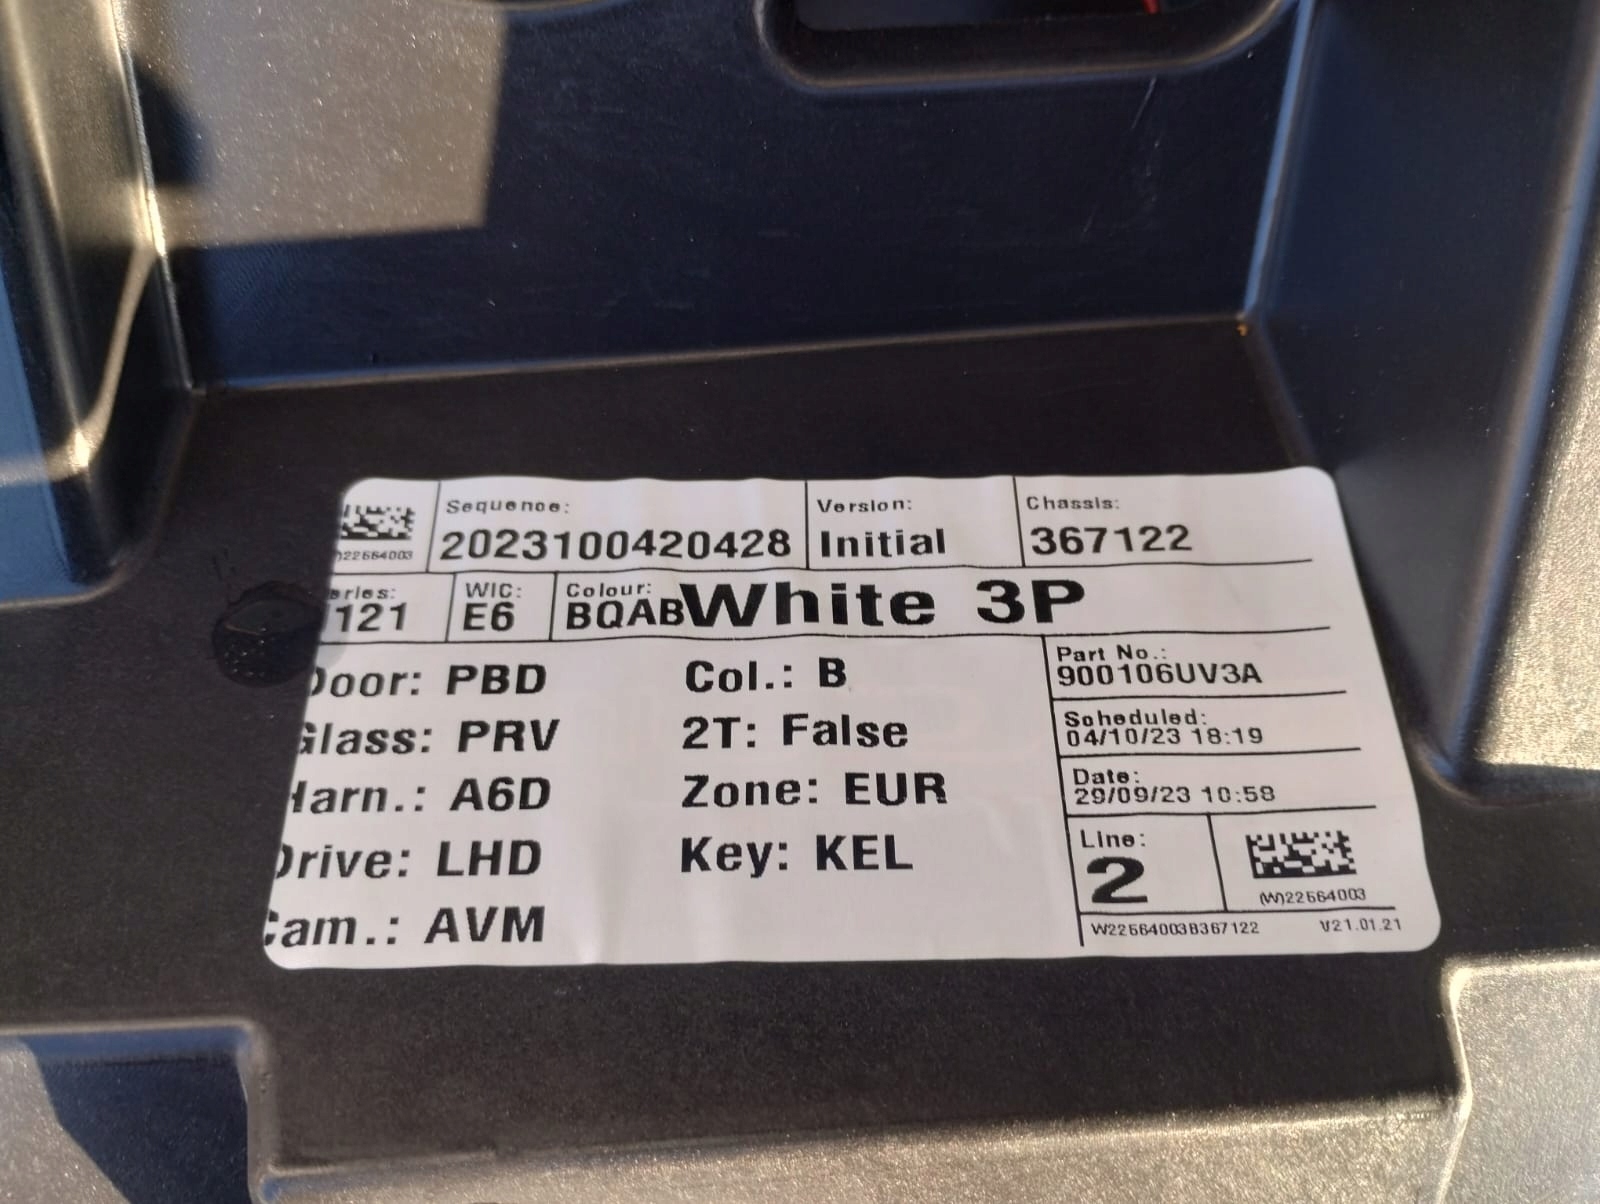 Sequence: Version: Chassis:
2023100420428 Initial 367122
)22564003
eries: WIC: Colour:
121 E6 BQAB White 3P
Door: PBD Col.: B
Glass: PRV 2T: False
Harn.: A6D Zone: EUR
Drive: LHD Key: KEL
Cam.: AVM
Part No.:
900106UV3A
Scheduled:
04/10/23 18:19
Date:
29/09/23 10:58
Line:
2
(W)22564003
W22564003B367122 V21.01.21